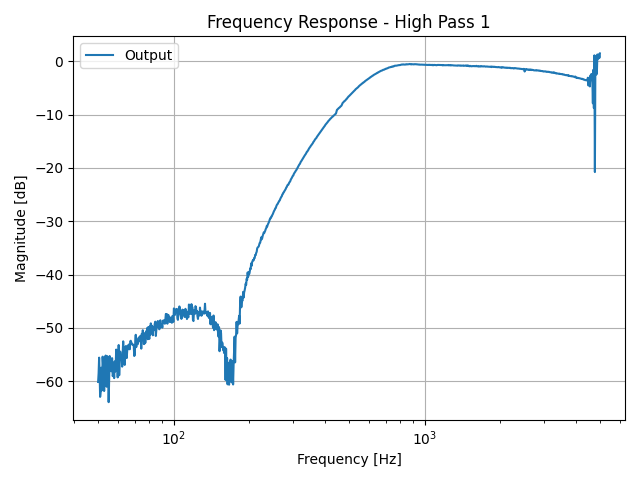 Frequency Response - High Pass 1
Output
0
−10
−20
−30
−40
−50
−60
Magnitude [dB]
10²
10³
Frequency [Hz]